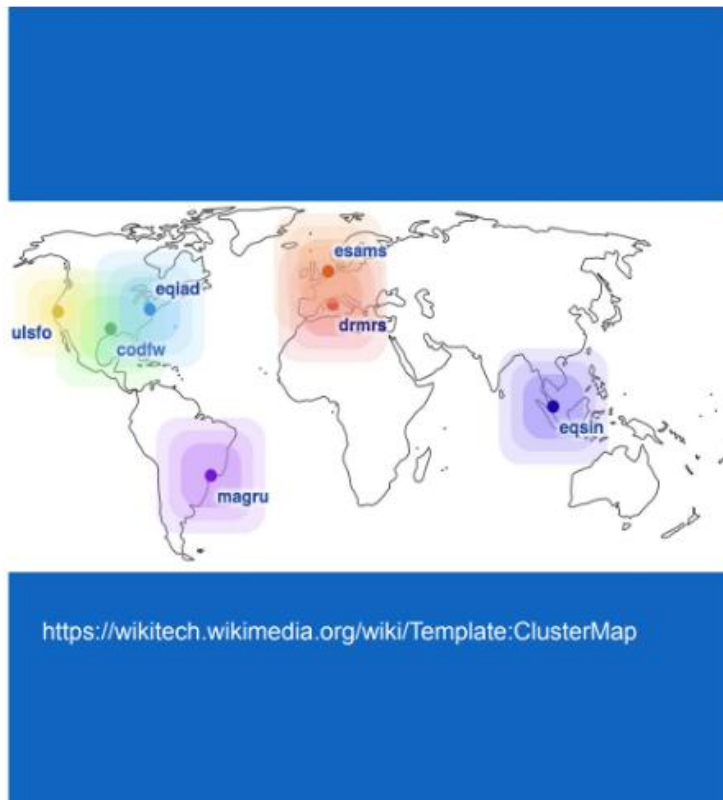 esams
eqiad
ulsfo
codfw
drmrs
eqsin
magru
https://wikitech.wikimedia.org/wiki/Template:ClusterMap